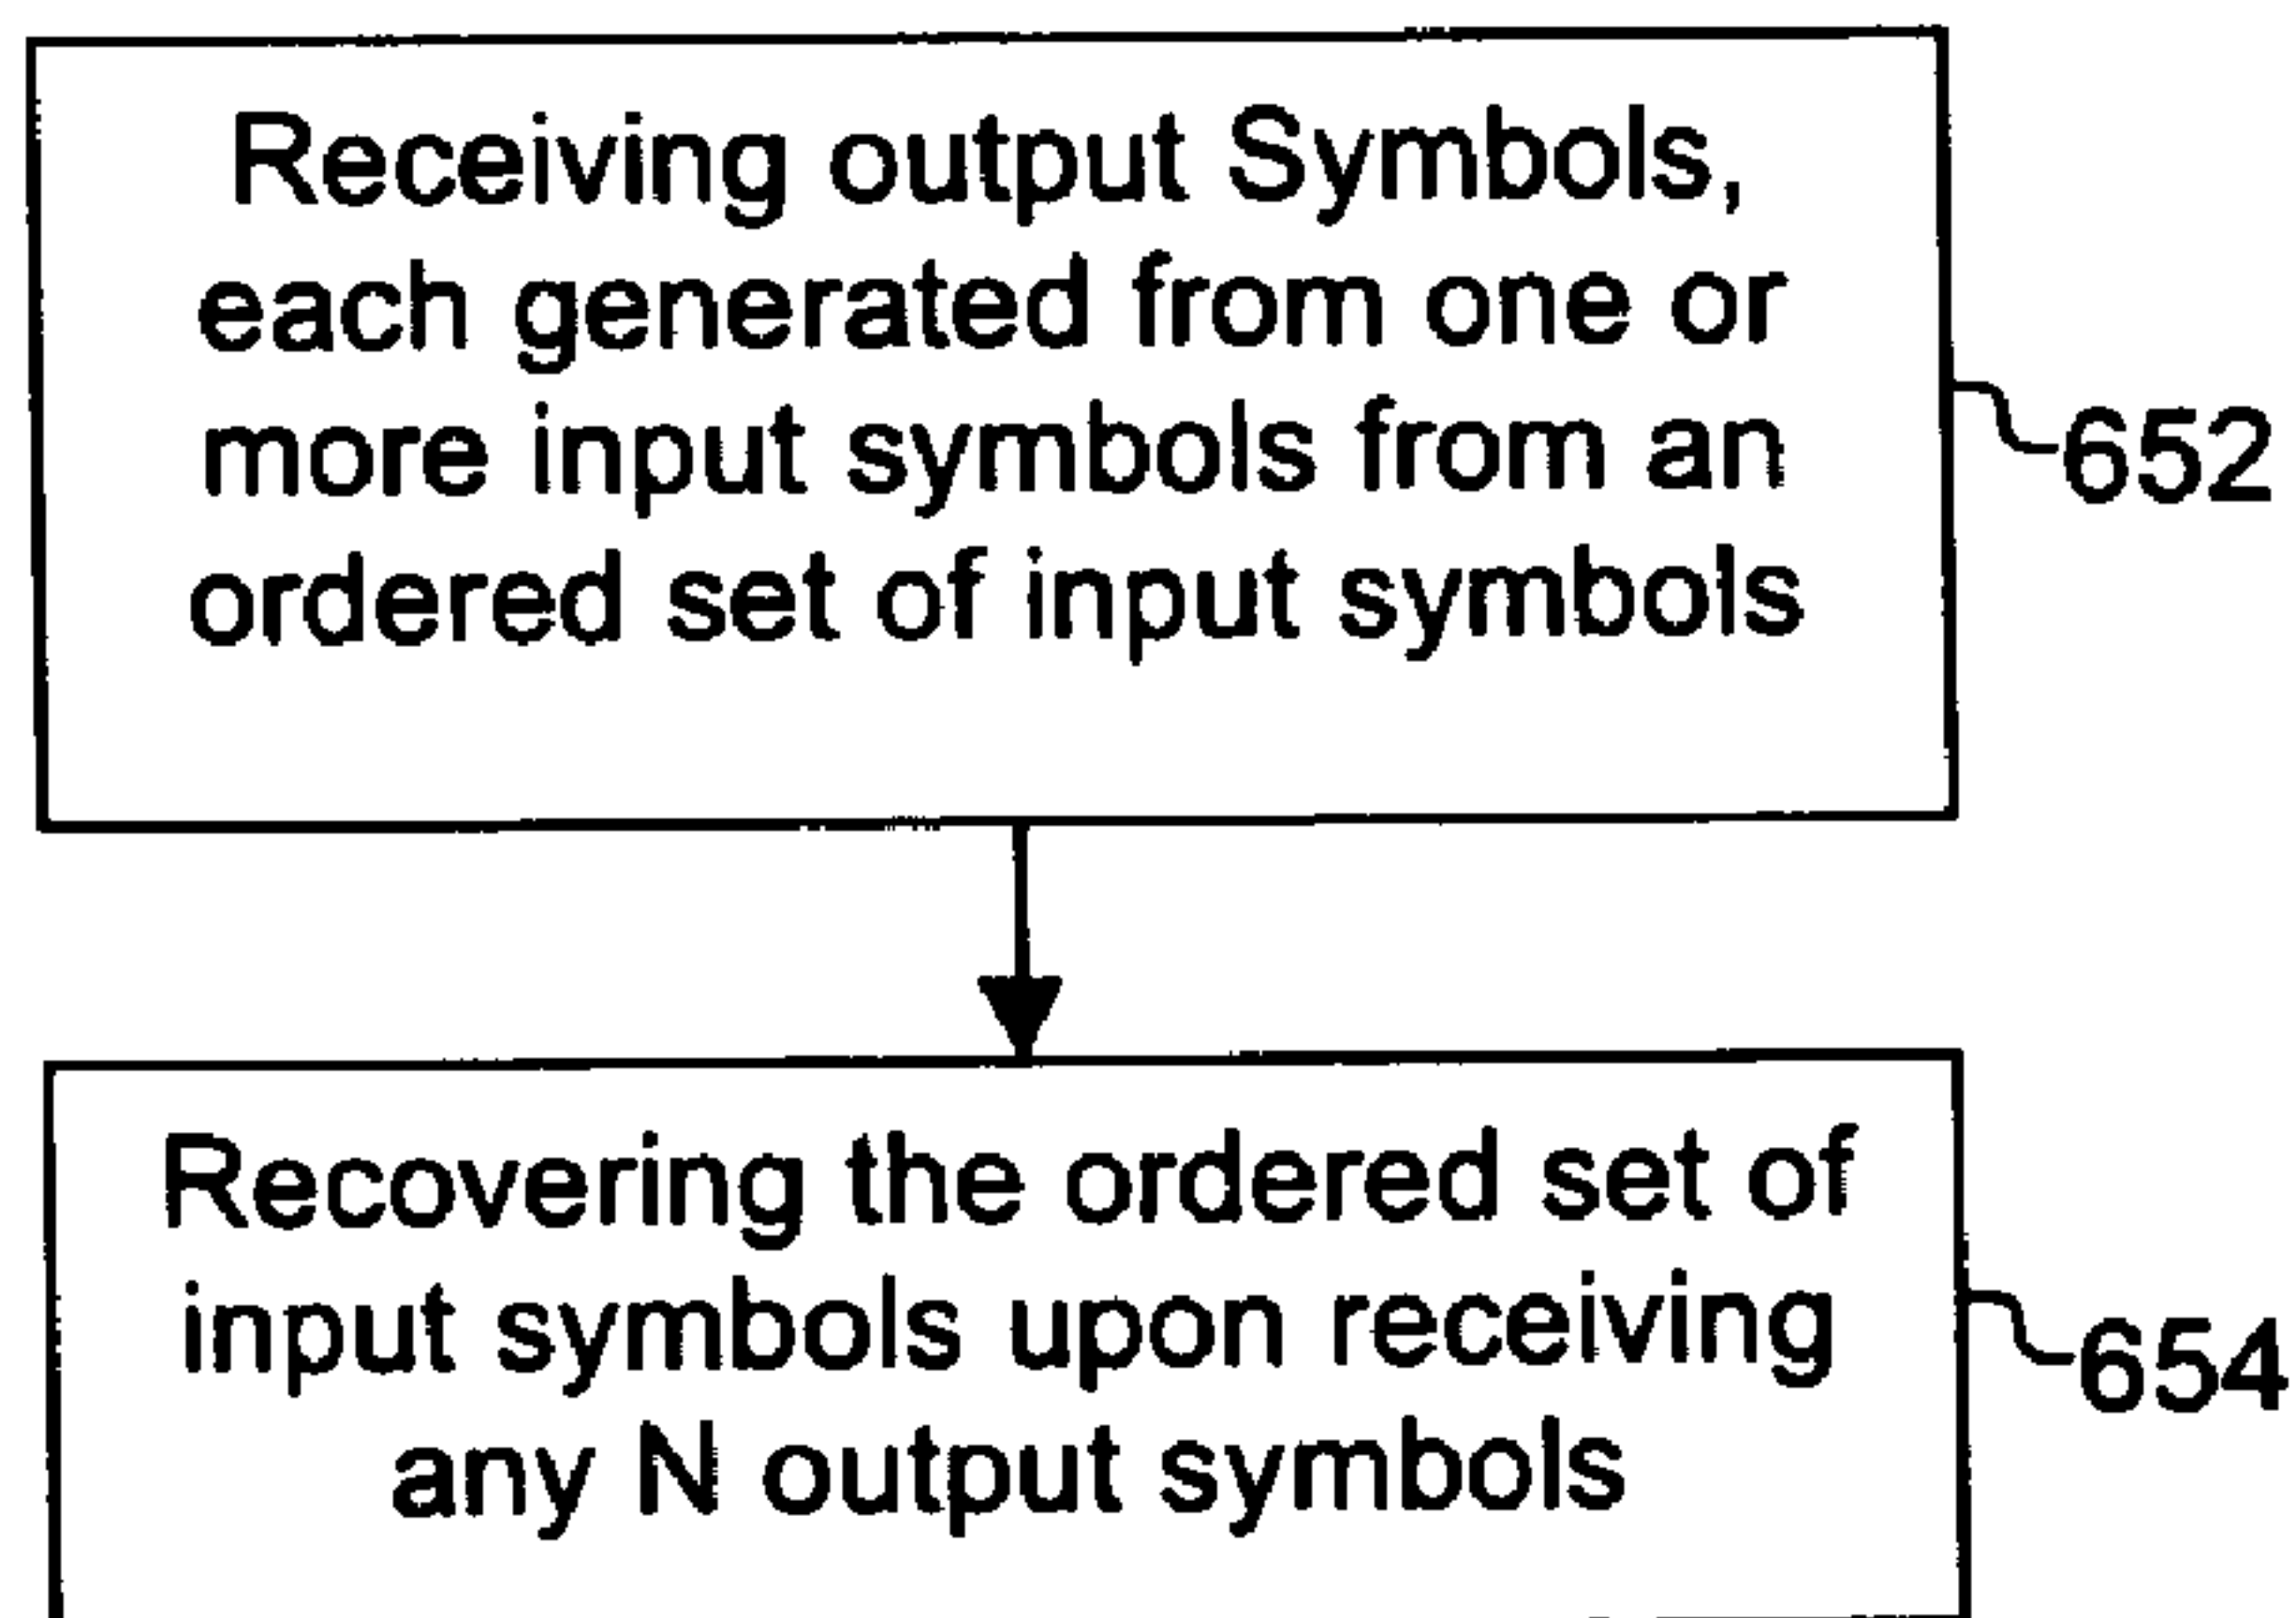 Receiving output Symbols,
each generated from one or
more input symbols from an
ordered set of input symbols
652
Recovering the ordered set of
input symbols upon receiving
any N output symbols
654